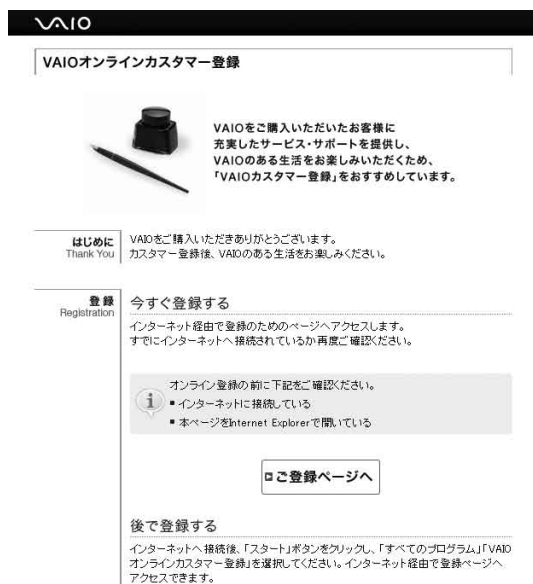 VAIO
VAIOオンラインカスタマー登録
VAIOをご購入いただいたお客様に
充実したサービス・サポートを提供し、
VAIOのある生活をお楽しみいただくため、
「VAIOカスタマー登録」をおすすめしています。
はじめに
Thank You
VAIOをご購入いただきありがとうございます。
カスタマー登録後、VAIOのある生活をお楽しみください。
登録
Registration
今すぐ登録する
インターネット経由で登録のためのページへアクセスします。
すでにインターネットへ接続されているか再度ご確認ください。
i
オンライン登録の前に下記をご確認ください。
■ インターネットに接続している
■ 本ページをInternet Explorerで開いている
ご登録ページへ
後で登録する
インターネットへ接続後、「スタート」ボタンをクリックし、「すべてのプログラム」「VAIO
オンラインカスタマー登録」を選択してください。インターネット経由で登録ページへ
アクセスできます。